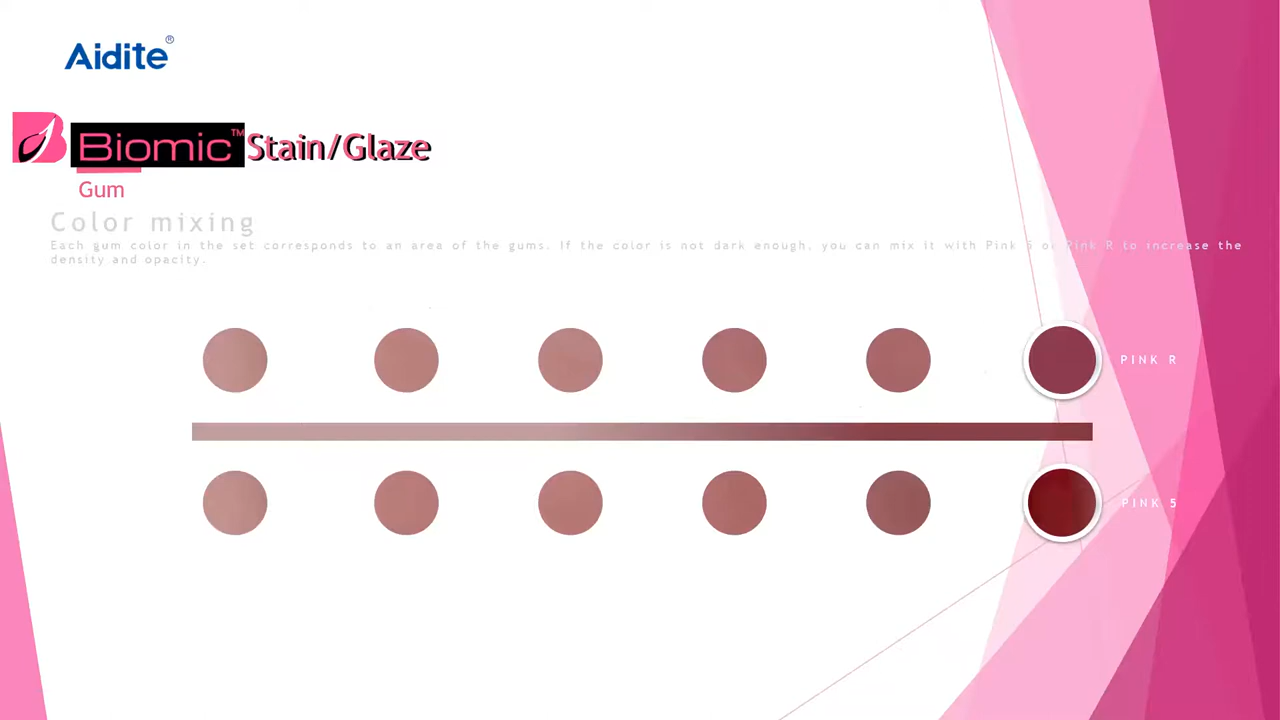 Aidite®
Biomic™ Stain/Glaze
Gum
Color mixing
Each gum color in the set corresponds to an area of the gums. If the color is not dark enough, you can mix it with Pink 5 or Pink R to increase the
density and opacity.
PINK R
PINK 5